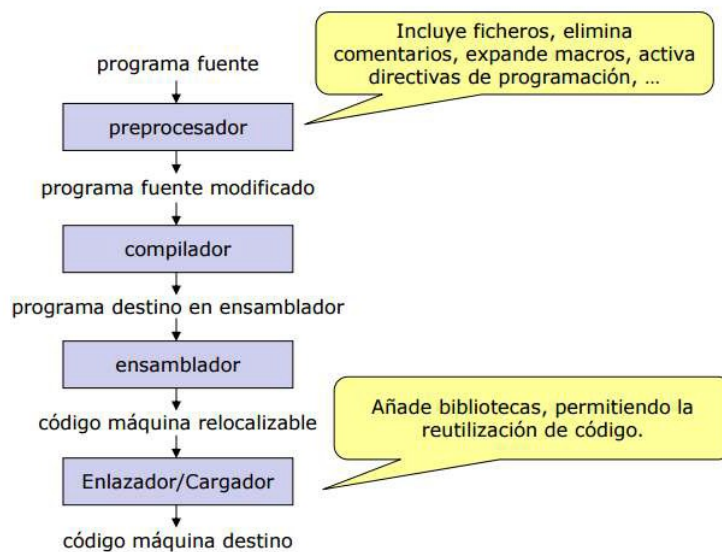 Incluye ficheros, elimina
comentarios, expande macros, activa
directivas de programación, ...
programa fuente
preprocesador
programa fuente modificado
compilador
programa destino en ensamblador
ensamblador
código máquina relocalizable
Añade bibliotecas, permitiendo la
reutilización de código.
Enlazador/Cargador
código máquina destino